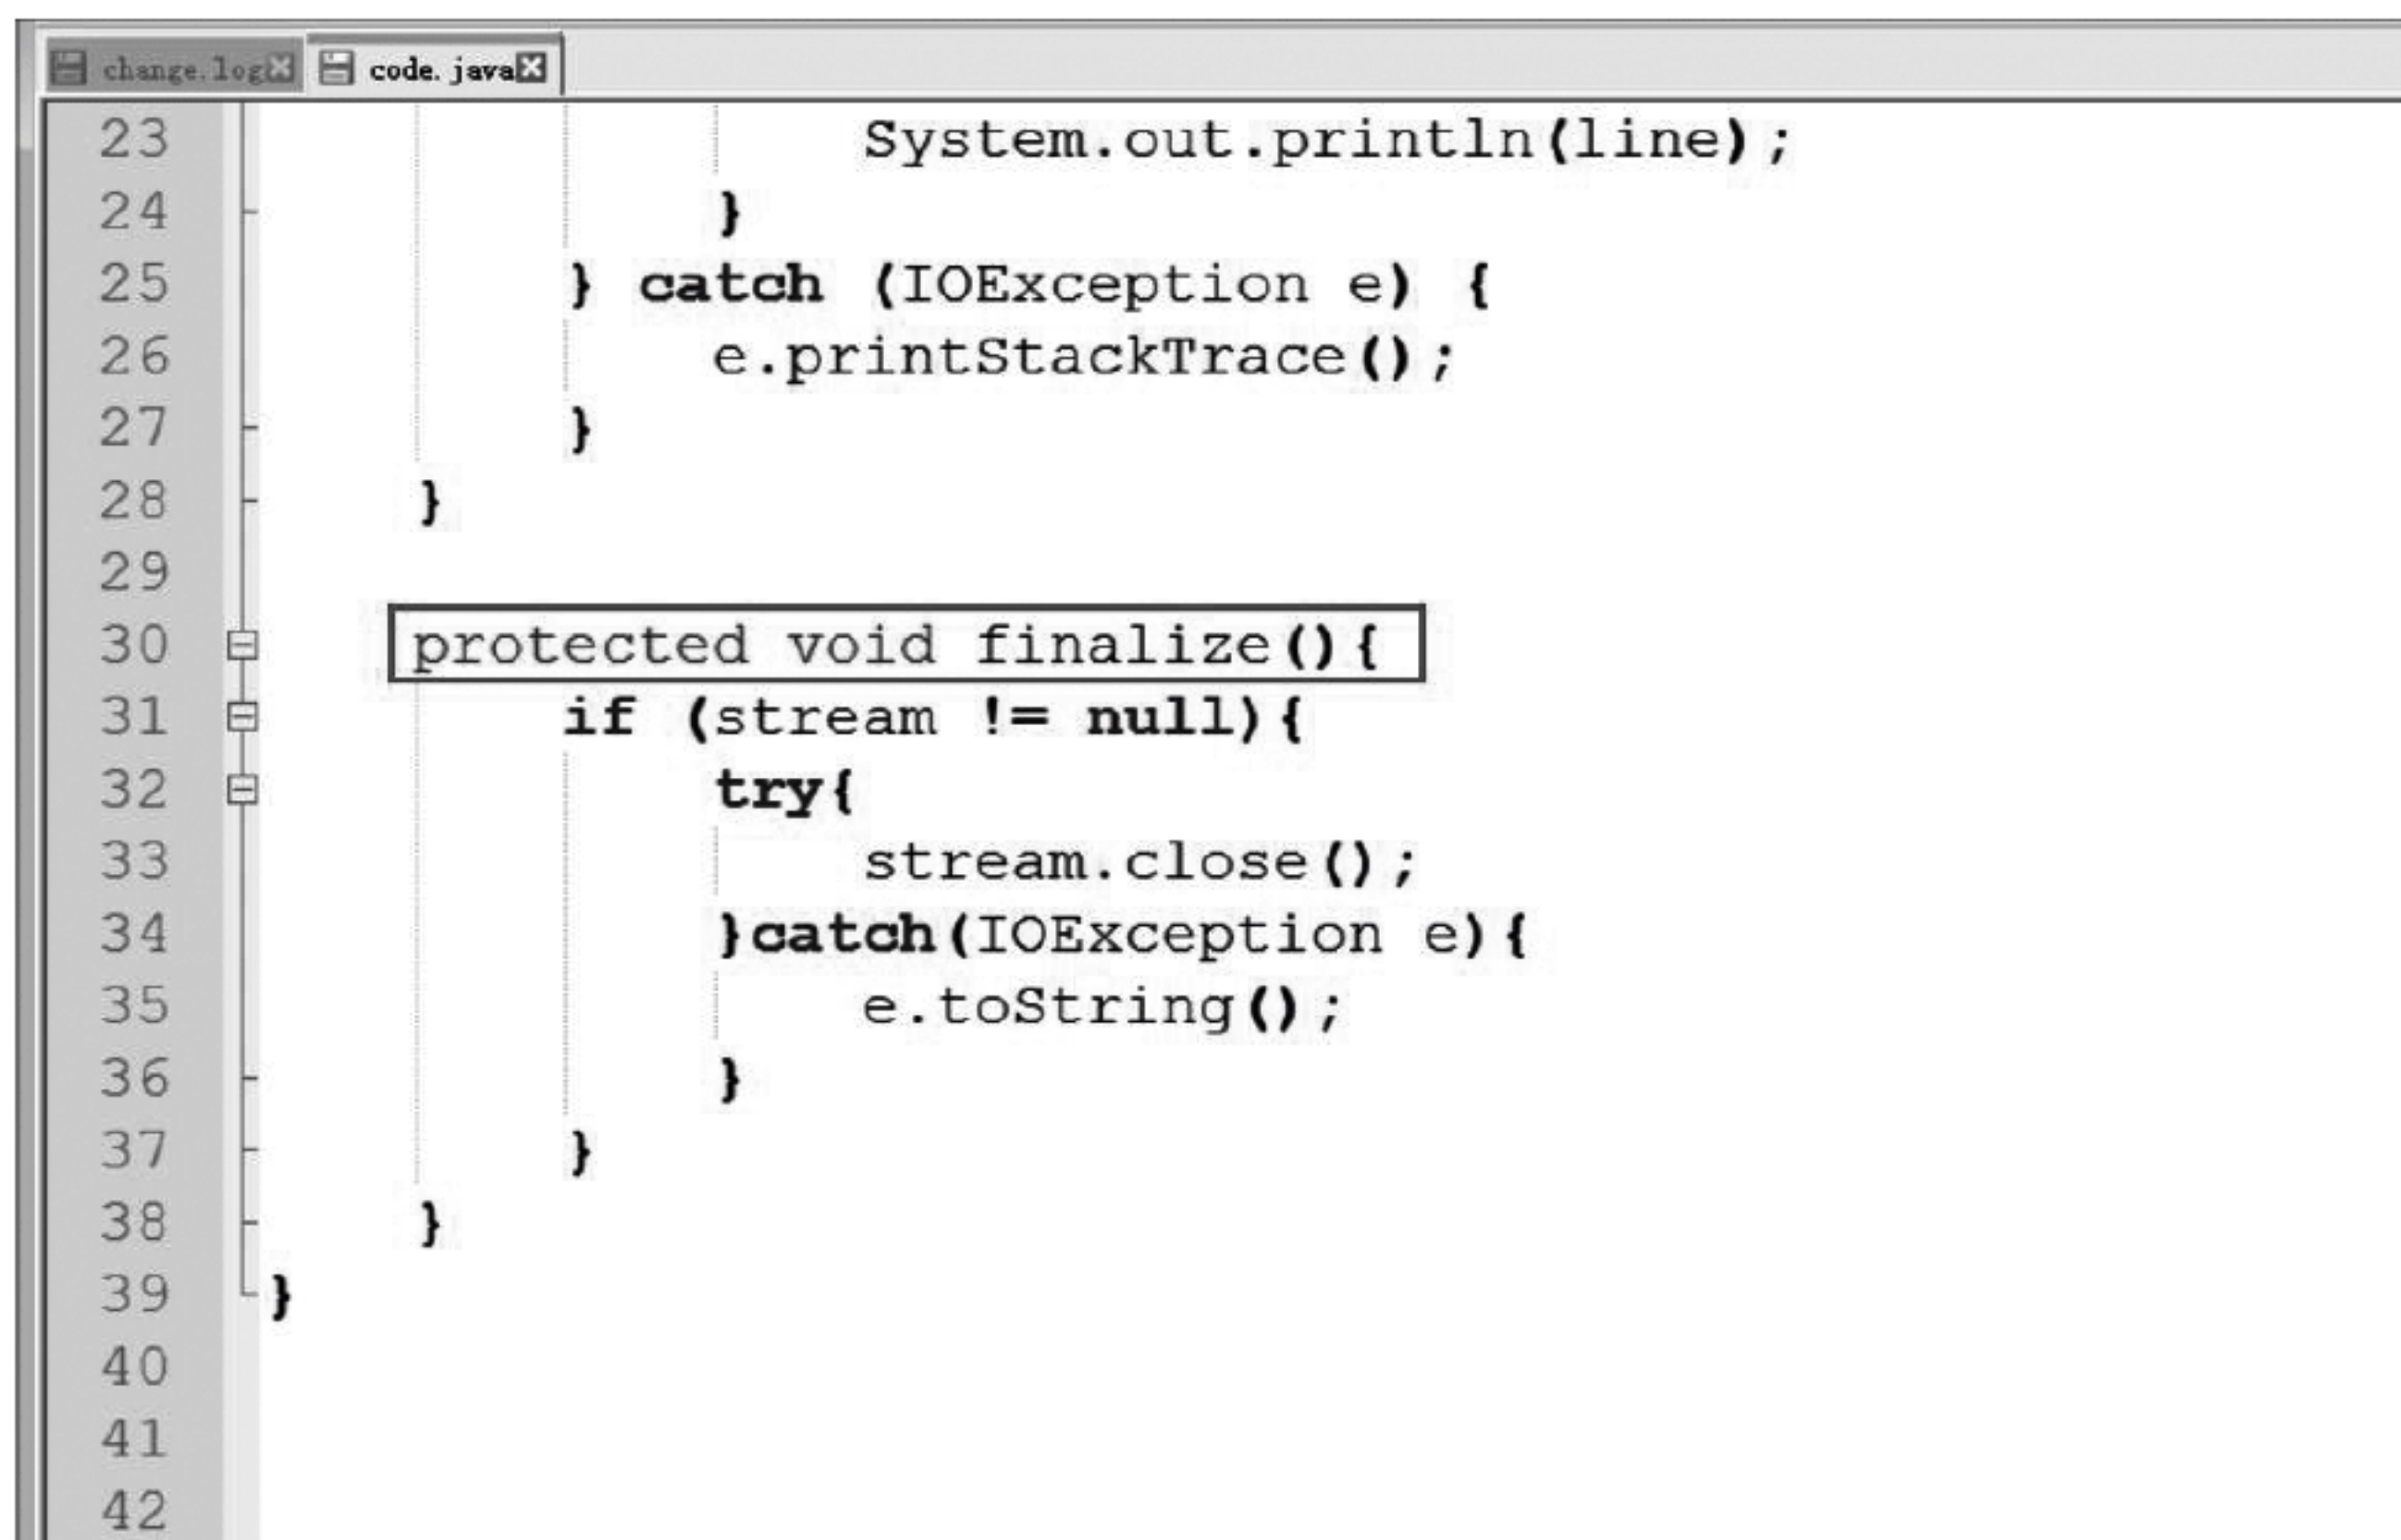 change.log code.java
23 System.out.println(line);
24 }
25 } catch (IOException e) {
26 e.printStackTrace();
27 }
28 }
29
30 protected void finalize(){
31 if (stream != null){
32 try{
33 stream.close();
34 }catch(IOException e){
35 e.toString();
36 }
37 }
38 }
39 }
40
41
42